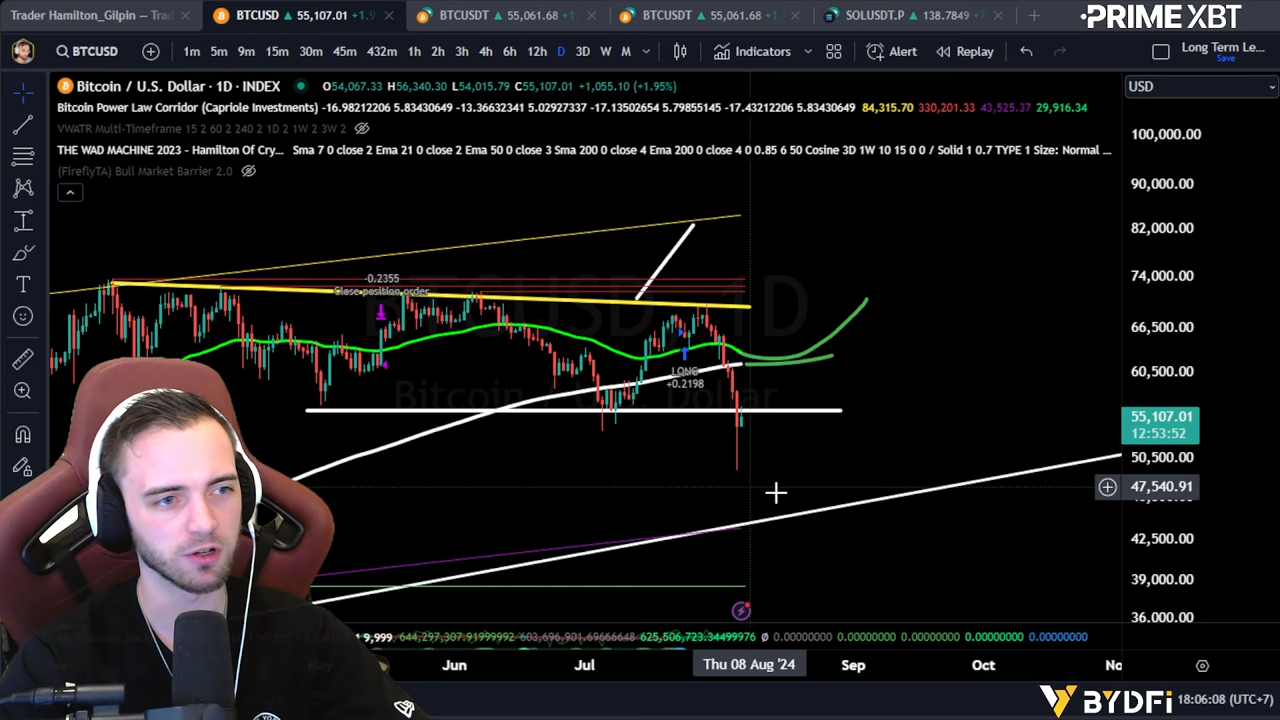 Trader Hamilton_Gilpin —
BTCUSD ▲ 55,107.01 +1.9
BTCUSDT ▲ 55,061.68 +1.
BTCUSDT ▲ 55,061.68 +1.
SOLUSDT.P ▲ 138.7849 +7
PRIME XBT
BTCUSD
1m 5m 9m 15m 30m 45m 432m 1h 2h 3h 4h 6h 12h D 3D W M
Indicators
Alert
Replay
Long Term Le...
Save
Bitcoin / U.S. Dollar · 1D · INDEX O54,067.33 H56,340.30 L54,015.79 C55,107.01 +1,055.10 (+1.95%)
USD
Bitcoin Power Law Corridor (Capriole Investments) -16.98212206 5.83430649 -13.36632341 5.02927337 -17.13502654 5.79855145 -17.43212206 5.83430649 84,315.70 330,201.33 43,525.37 29,916.34
VWATR Multi-Timeframe 15 2 60 2 240 2 1D 2 1W 2 3W 2
THE WAD MACHINE 2023 - Hamilton Of Cry... Sma 7 0 close 2 Ema 21 0 close 2 Ema 50 0 close 3 Sma 200 0 close 4 Ema 200 0 close 4 0 0.85 6 50 Cosine 3D 1W 10 15 0 0 / Solid 1 0.7 TYPE 1 Size: Normal ...
(FireflyTA) Bull Market Barrier 2.0
100,000.00
90,000.00
82,000.00
74,000.00
66,500.00
60,500.00
55,107.01
12:53:52
50,500.00
47,540.91
42,500.00
39,000.00
36,000.00
BTCUSD, 1D
Bitcoin / U.S. Dollar
-0.2355
Close position order
LONG
+0.2198
9,999 644,297,307.91999992 603,696,901.69666648 625,506,723.34499976 ø 0.00000000 0.00000000 0.00000000 0.00000000 0.00000000
May
Jun
Jul
Thu 08 Aug '24
Sep
Oct
No
BYDFi
18:06:08 (UTC+7)